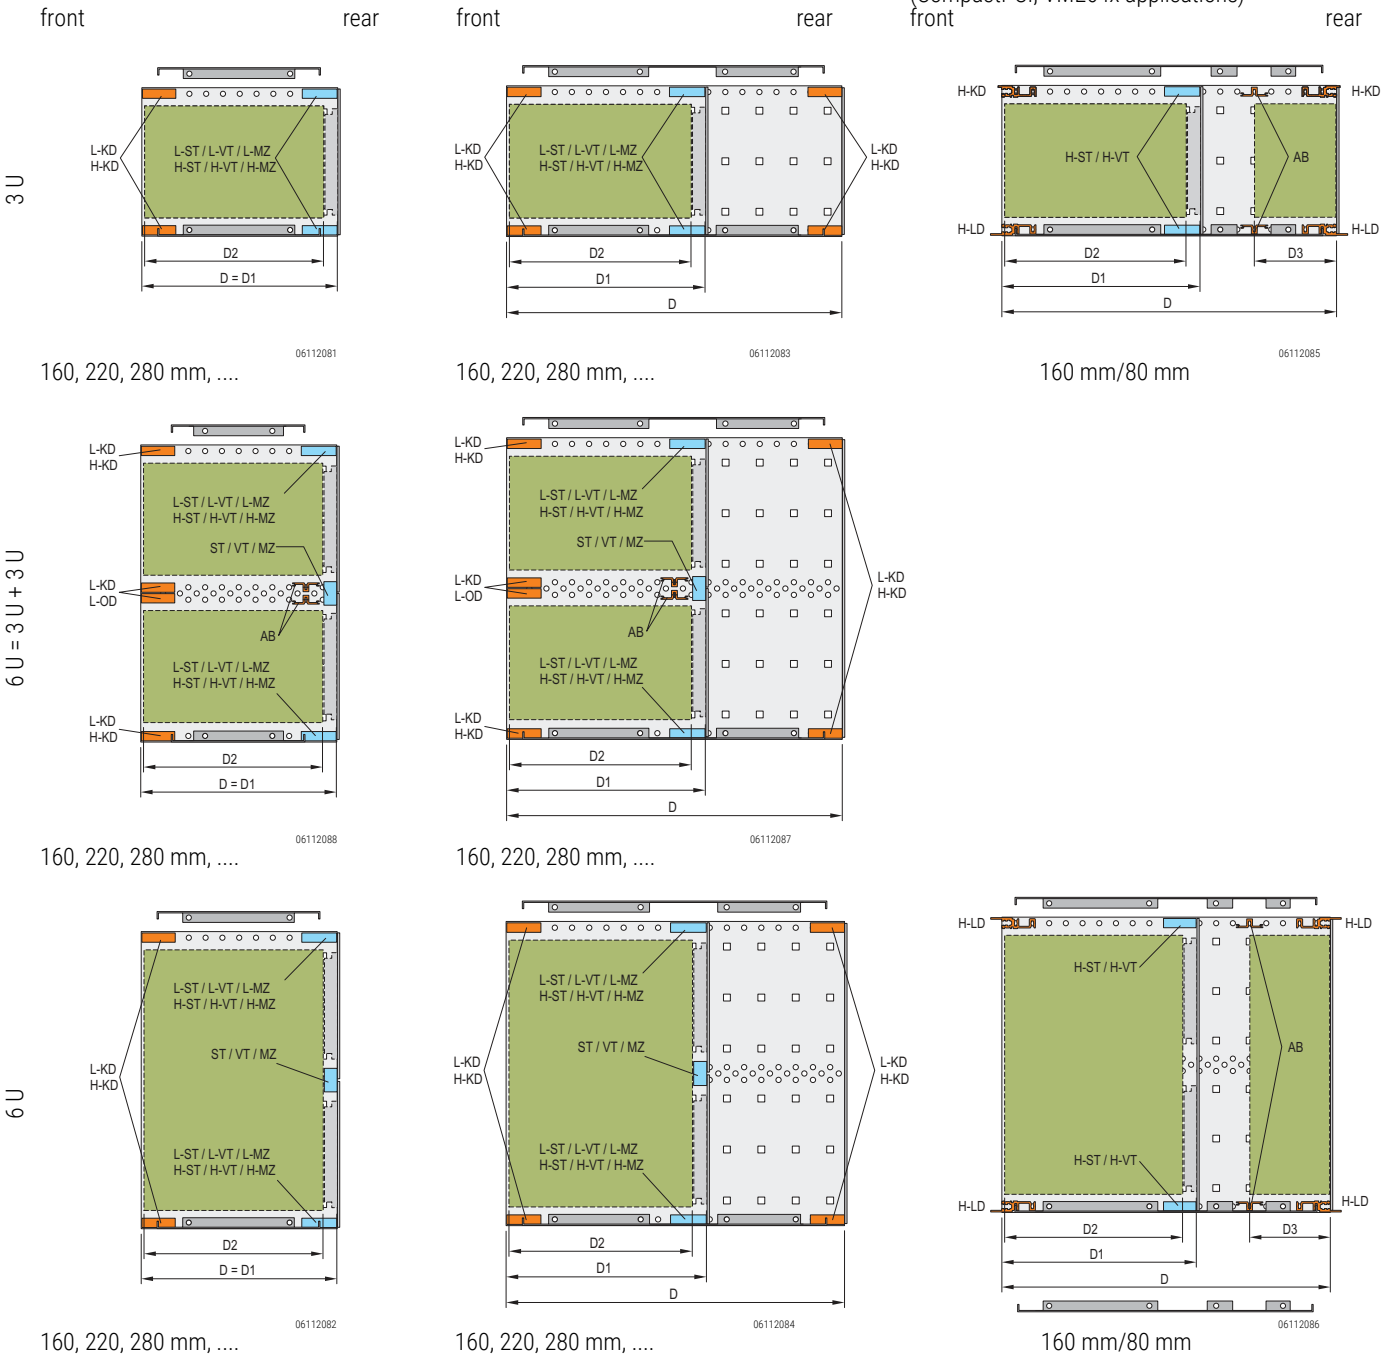 (CompactPCI, VME64x applications)
front
rear
front
rear
front
rear
3 U
L-KD
H-KD
L-ST / L-VT / L-MZ
H-ST / H-VT / H-MZ
D2
D = D1
06112081
160, 220, 280 mm, ....
L-KD
H-KD
L-ST / L-VT / L-MZ
H-ST / H-VT / H-MZ
L-KD
H-KD
D2
D1
D
06112083
160, 220, 280 mm, ....
H-KD
H-KD
H-ST / H-VT
AB
H-LD
H-LD
D2
D3
D1
D
06112085
160 mm/80 mm
6 U = 3 U + 3 U
L-KD
H-KD
L-ST / L-VT / L-MZ
H-ST / H-VT / H-MZ
ST / VT / MZ
L-KD
L-OD
AB
L-ST / L-VT / L-MZ
H-ST / H-VT / H-MZ
L-KD
H-KD
D2
D = D1
06112088
160, 220, 280 mm, ....
L-KD
H-KD
L-ST / L-VT / L-MZ
H-ST / H-VT / H-MZ
ST / VT / MZ
L-KD
L-OD
L-KD
H-KD
AB
L-ST / L-VT / L-MZ
H-ST / H-VT / H-MZ
L-KD
H-KD
D2
D1
D
06112087
160, 220, 280 mm, ....
6 U
L-ST / L-VT / L-MZ
H-ST / H-VT / H-MZ
ST / VT / MZ
L-KD
H-KD
L-ST / L-VT / L-MZ
H-ST / H-VT / H-MZ
D2
D = D1
06112082
160, 220, 280 mm, ....
L-ST / L-VT / L-MZ
H-ST / H-VT / H-MZ
ST / VT / MZ
L-KD
H-KD
L-KD
H-KD
L-ST / L-VT / L-MZ
H-ST / H-VT / H-MZ
D2
D1
D
06112084
160, 220, 280 mm, ....
H-LD
H-LD
H-ST / H-VT
AB
H-ST / H-VT
H-LD
H-LD
D2
D3
D1
D
06112086
160 mm/80 mm